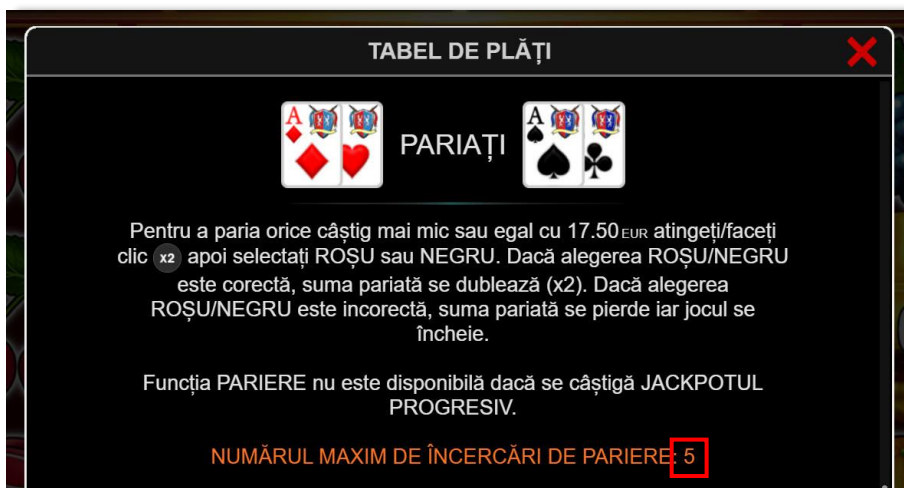 TABEL DE PLĂȚI
A A PARIAȚI A A
Pentru a paria orice câștig mai mic sau egal cu 17.50 EUR atingeți/faceți
clic x2 apoi selectați ROȘU sau NEGRU. Dacă alegerea ROȘU/NEGRU
este corectă, suma pariată se dublează (x2). Dacă alegerea
ROȘU/NEGRU este incorectă, suma pariată se pierde iar jocul se
încheie.
Funcția PARIERE nu este disponibilă dacă se câștigă JACKPOTUL
PROGRESIV.
NUMĂRUL MAXIM DE ÎNCERCĂRI DE PARIERE: 5